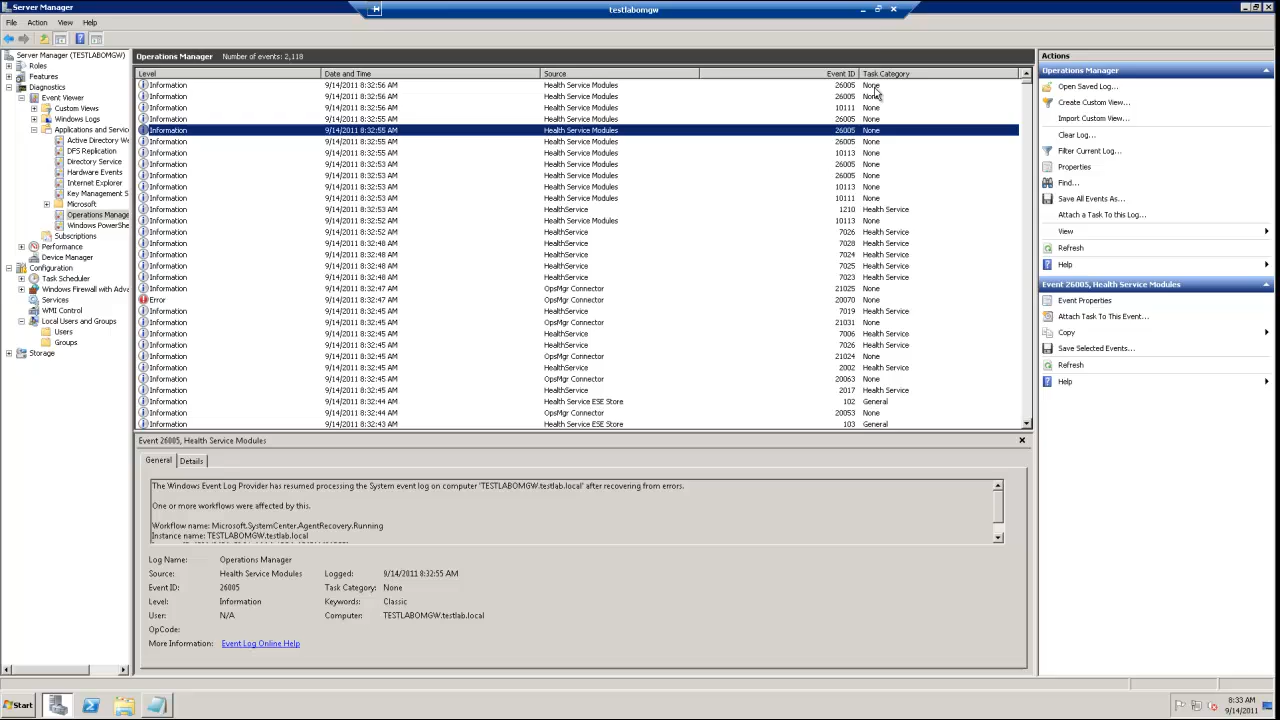 Server Manager
testlabomgw
File Action View Help
Server Manager (TESTLABOMGW)
Roles
Features
Diagnostics
Event Viewer
Custom Views
Windows Logs
Applications and Servic
Active Directory We
DFS Replication
Directory Service
Hardware Events
Internet Explorer
Key Management S
Microsoft
Operations Manage
Windows PowerShe
Subscriptions
Performance
Device Manager
Configuration
Task Scheduler
Windows Firewall with Adva
Services
WMI Control
Local Users and Groups
Users
Groups
Storage
Operations Manager Number of events: 2,118
Level Date and Time Source Event ID Task Category
Information 9/14/2011 8:32:56 AM Health Service Modules 26005 None
Information 9/14/2011 8:32:56 AM Health Service Modules 26005 None
Information 9/14/2011 8:32:56 AM Health Service Modules 10111 None
Information 9/14/2011 8:32:55 AM Health Service Modules 26005 None
Information 9/14/2011 8:32:55 AM Health Service Modules 26005 None
Information 9/14/2011 8:32:55 AM Health Service Modules 26005 None
Information 9/14/2011 8:32:55 AM Health Service Modules 10113 None
Information 9/14/2011 8:32:53 AM Health Service Modules 26005 None
Information 9/14/2011 8:32:53 AM Health Service Modules 26005 None
Information 9/14/2011 8:32:53 AM Health Service Modules 10113 None
Information 9/14/2011 8:32:53 AM Health Service Modules 10111 None
Information 9/14/2011 8:32:53 AM HealthService 1210 Health Service
Information 9/14/2011 8:32:52 AM Health Service Modules 10113 None
Information 9/14/2011 8:32:52 AM HealthService 7026 Health Service
Information 9/14/2011 8:32:48 AM HealthService 7028 Health Service
Information 9/14/2011 8:32:48 AM HealthService 7024 Health Service
Information 9/14/2011 8:32:48 AM HealthService 7025 Health Service
Information 9/14/2011 8:32:48 AM HealthService 7023 Health Service
Information 9/14/2011 8:32:47 AM OpsMgr Connector 21025 None
Error 9/14/2011 8:32:47 AM OpsMgr Connector 20070 None
Information 9/14/2011 8:32:45 AM HealthService 7019 Health Service
Information 9/14/2011 8:32:45 AM OpsMgr Connector 21031 None
Information 9/14/2011 8:32:45 AM HealthService 7006 Health Service
Information 9/14/2011 8:32:45 AM HealthService 7026 Health Service
Information 9/14/2011 8:32:45 AM OpsMgr Connector 21024 None
Information 9/14/2011 8:32:45 AM HealthService 2002 Health Service
Information 9/14/2011 8:32:45 AM OpsMgr Connector 20063 None
Information 9/14/2011 8:32:45 AM HealthService 2017 Health Service
Information 9/14/2011 8:32:44 AM Health Service ESE Store 102 General
Information 9/14/2011 8:32:44 AM OpsMgr Connector 20053 None
Information 9/14/2011 8:32:43 AM Health Service ESE Store 103 General
Event 26005, Health Service Modules
General Details
The Windows Event Log Provider has resumed processing the System event log on computer 'TESTLABOMGW.testlab.local' after recovering from errors.
One or more workflows were affected by this.
Workflow name: Microsoft.SystemCenter.AgentRecovery.Running
Instance name: TESTLABOMGW.testlab.local
Log Name: Operations Manager
Source: Health Service Modules Logged: 9/14/2011 8:32:55 AM
Event ID: 26005 Task Category: None
Level: Information Keywords: Classic
User: N/A Computer: TESTLABOMGW.testlab.local
OpCode:
More Information: Event Log Online Help
Actions
Operations Manager
Open Saved Log...
Create Custom View...
Import Custom View...
Clear Log...
Filter Current Log...
Properties
Find...
Save All Events As...
Attach a Task To this Log...
View
Refresh
Help
Event 26005, Health Service Modules
Event Properties
Attach Task To This Event...
Copy
Save Selected Events...
Refresh
Help
Start
8:33 AM
9/14/2011